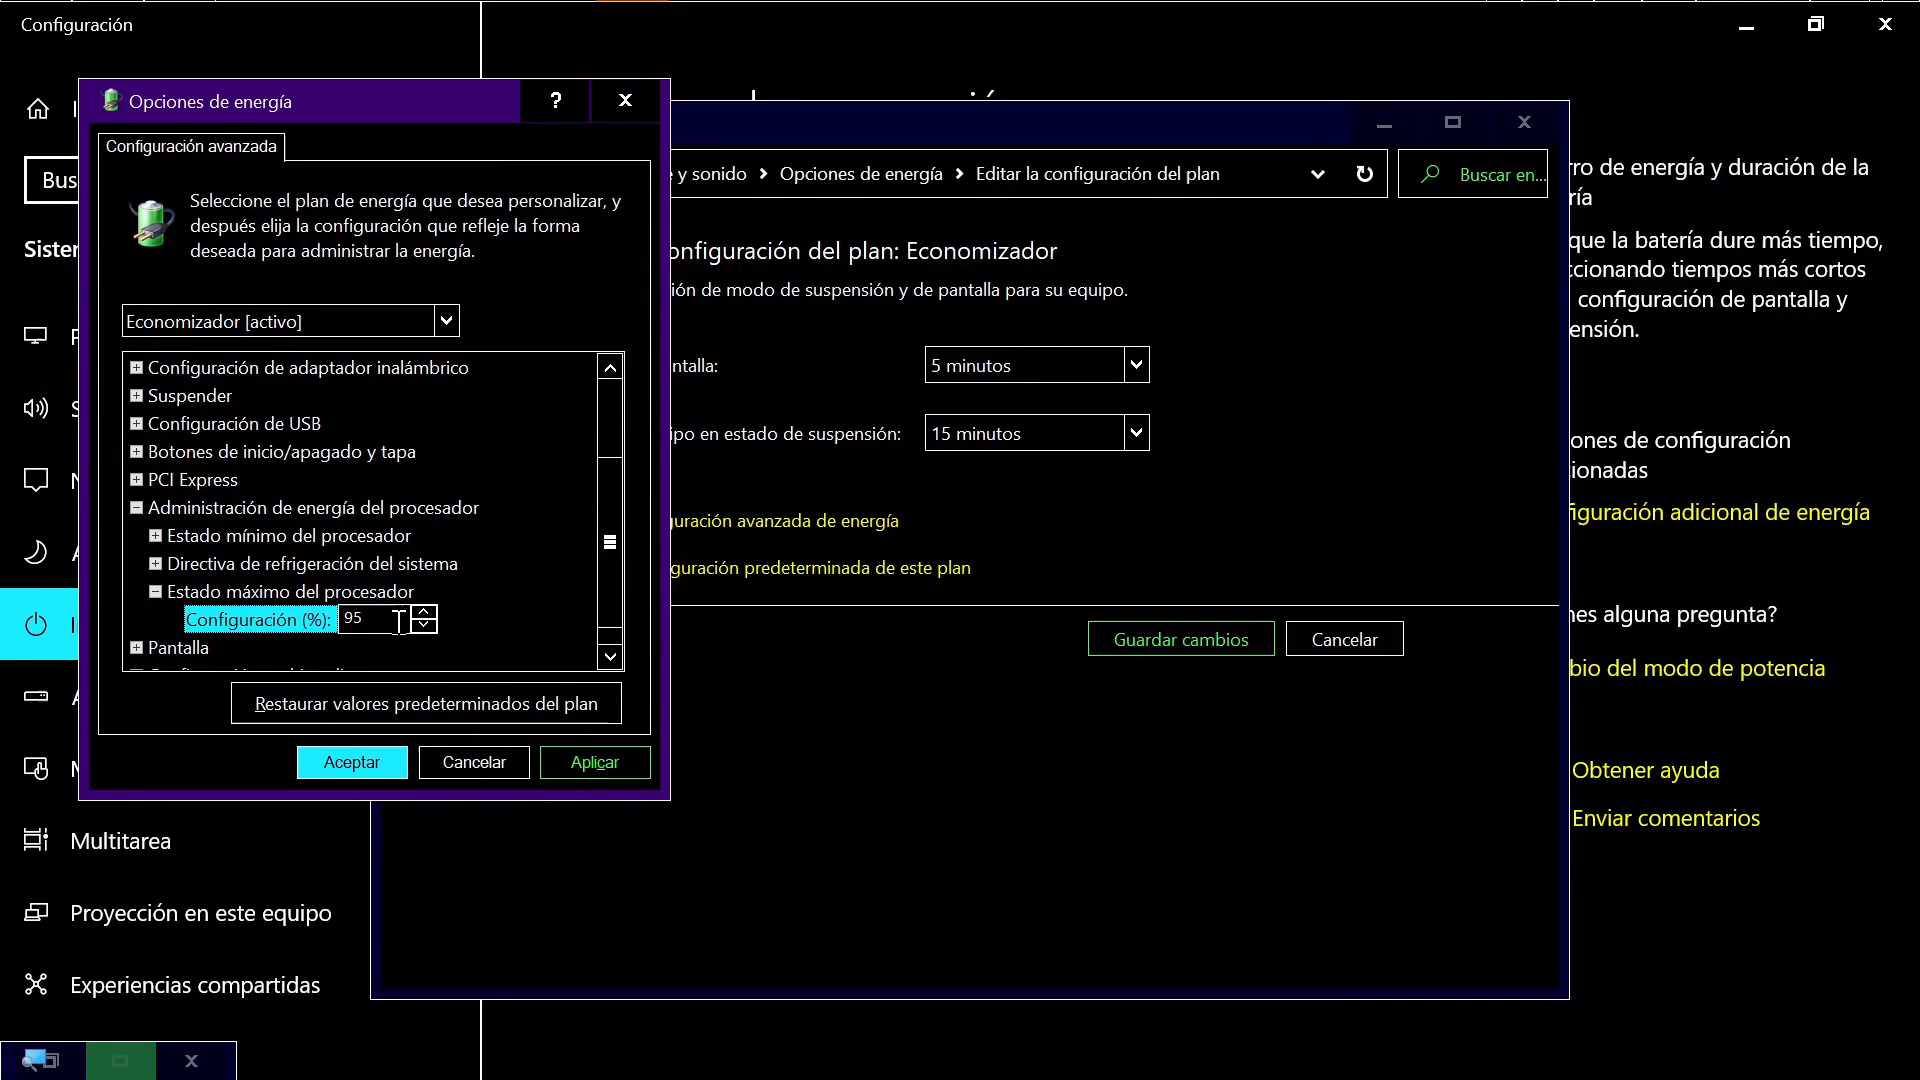 Configuración
Opciones de energía
?
Configuración avanzada
Seleccione el plan de energía que desea personalizar, y
después elija la configuración que refleje la forma
deseada para administrar la energía.
Economizador [activo]
Configuración de adaptador inalámbrico
Suspender
Configuración de USB
Botones de inicio/apagado y tapa
PCI Express
Administración de energía del procesador
Estado mínimo del procesador
Directiva de refrigeración del sistema
Estado máximo del procesador
Configuración (%): 95
Pantalla
Restaurar valores predeterminados del plan
Aceptar
Cancelar
Aplicar
Bus
Sister
Multitarea
Proyección en este equipo
Experiencias compartidas
y sonido > Opciones de energía > Editar la configuración del plan
Buscar en...
onfiguración del plan: Economizador
ión de modo de suspensión y de pantalla para su equipo.
ntalla:
5 minutos
ipo en estado de suspensión:
15 minutos
guración avanzada de energía
guración predeterminada de este plan
Guardar cambios
Cancelar
rro de energía y duración de la
ría
que la batería dure más tiempo,
ccionando tiempos más cortos
configuración de pantalla y
ensión.
ones de configuración
ionadas
figuración adicional de energía
nes alguna pregunta?
bio del modo de potencia
Obtener ayuda
Enviar comentarios